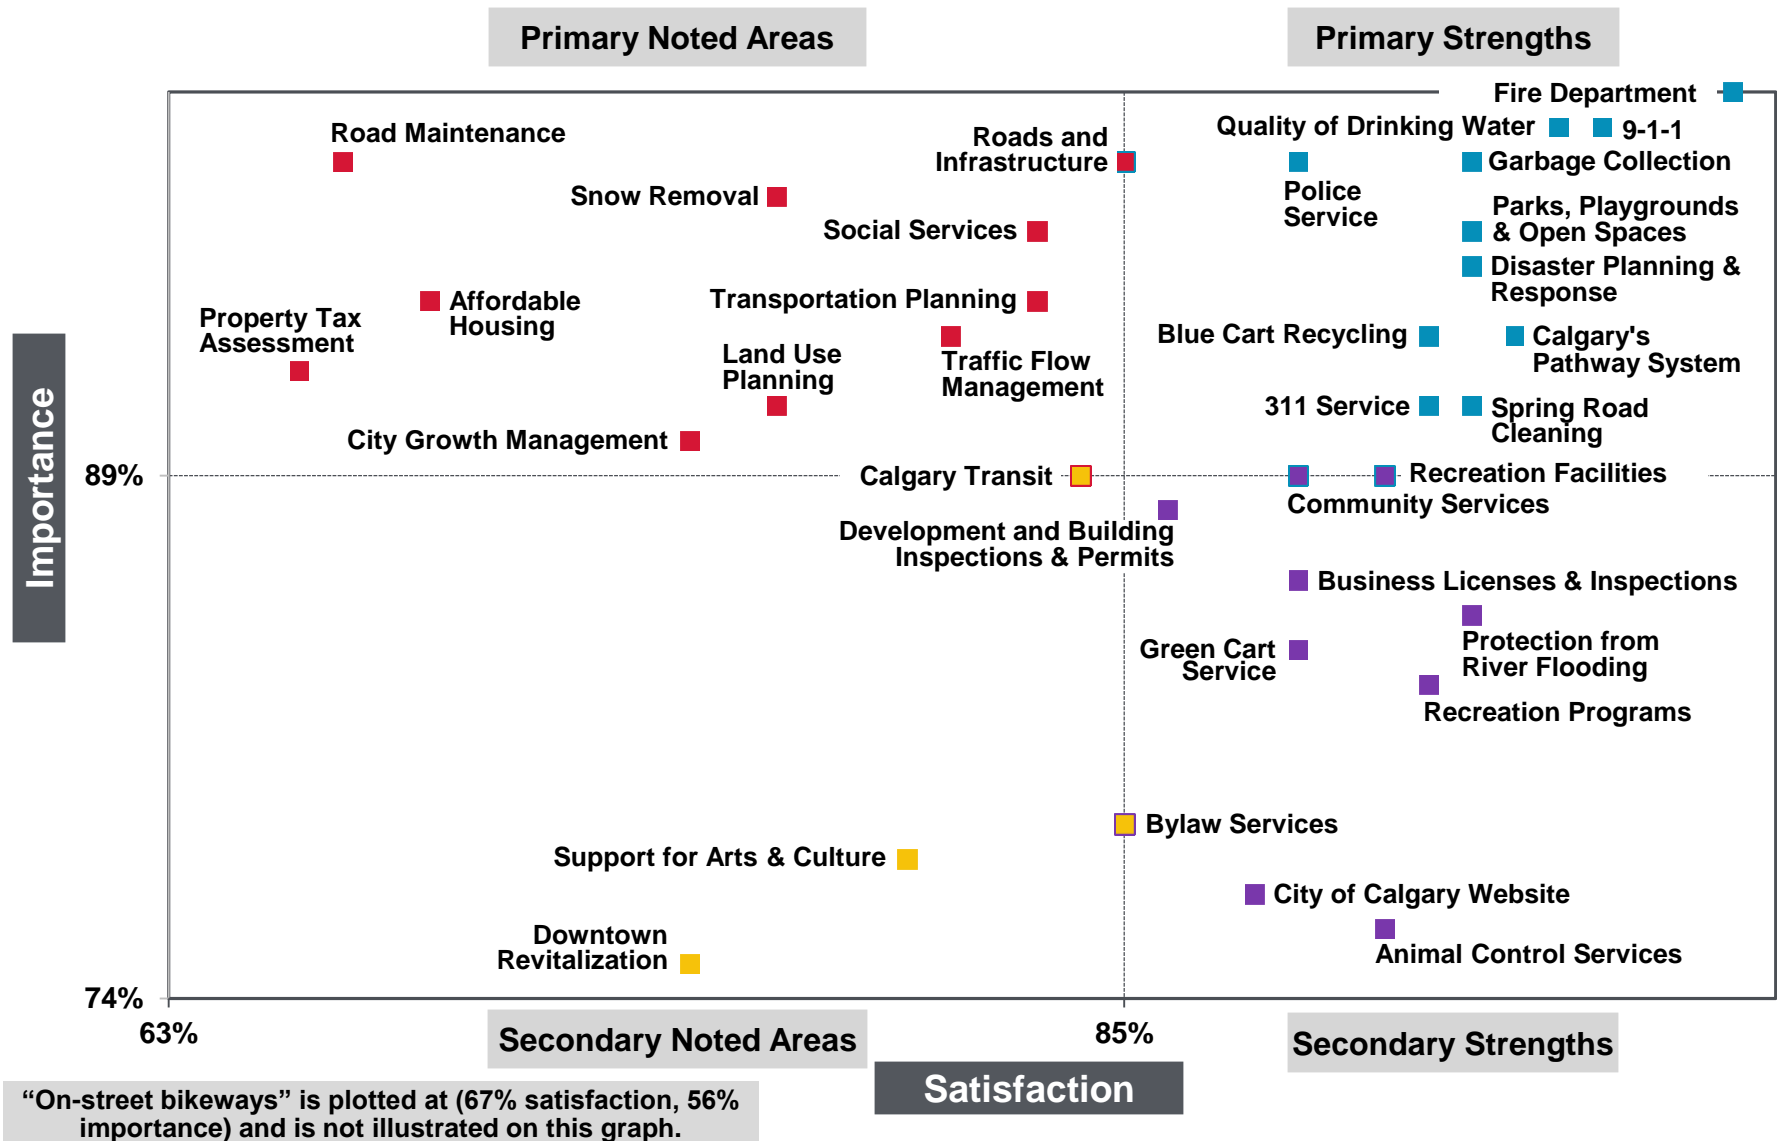 Primary Noted Areas
Primary Strengths
Fire Department
Quality of Drinking Water
9-1-1
Road Maintenance
Roads and
Infrastructure
Garbage Collection
Police
Service
Snow Removal
Parks, Playgrounds
& Open Spaces
Social Services
Disaster Planning &
Response
Affordable
Housing
Transportation Planning
Property Tax
Assessment
Blue Cart Recycling
Calgary's
Pathway System
Land Use
Planning
Traffic Flow
Management
311 Service
Spring Road
Cleaning
City Growth Management
Importance
89%
Calgary Transit
Recreation Facilities
Community Services
Development and Building
Inspections & Permits
Business Licenses & Inspections
Protection from
River Flooding
Green Cart
Service
Recreation Programs
Bylaw Services
Support for Arts & Culture
City of Calgary Website
Downtown
Revitalization
Animal Control Services
74%
63%
85%
Secondary Noted Areas
Secondary Strengths
Satisfaction
“On-street bikeways” is plotted at (67% satisfaction, 56%
importance) and is not illustrated on this graph.